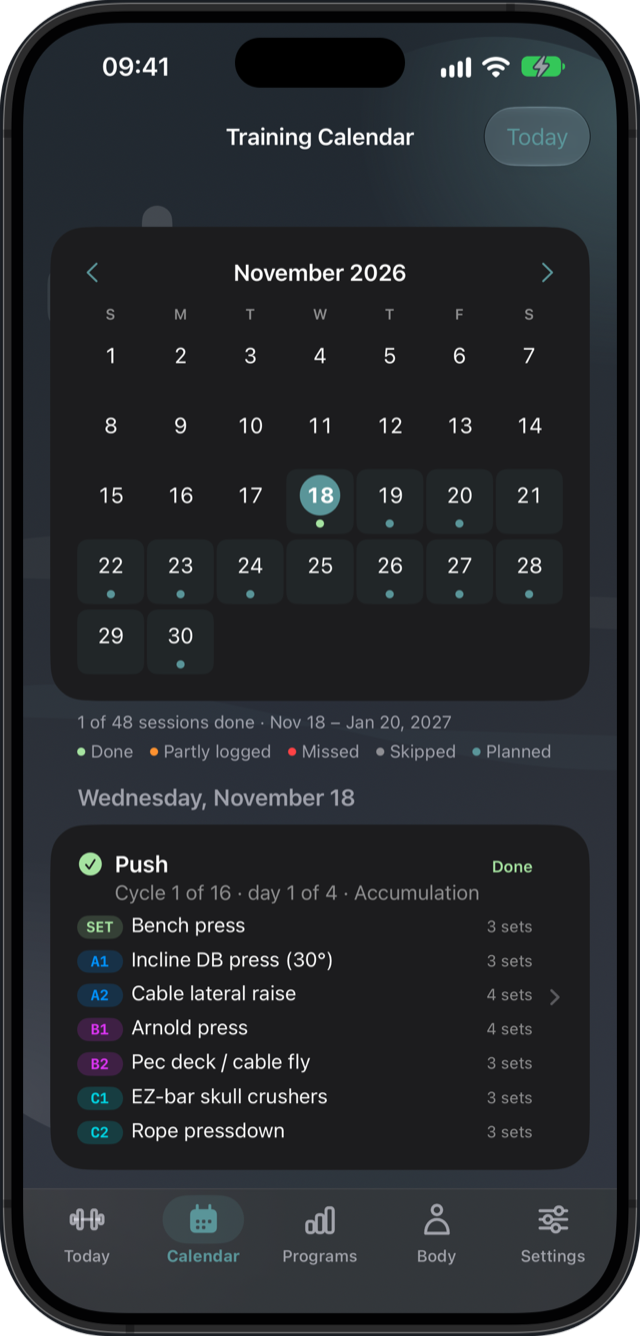 09:41
Training Calendar
Today
November 2026
S M T W T F S
1 2 3 4 5 6 7
8 9 10 11 12 13 14
15 16 17 18 19 20 21
22 23 24 25 26 27 28
29 30
1 of 48 sessions done · Nov 18 – Jan 20, 2027
Done Partly logged Missed Skipped Planned
Wednesday, November 18
Push Done
Cycle 1 of 16 · day 1 of 4 · Accumulation
SET Bench press 3 sets
A1 Incline DB press (30°) 3 sets
A2 Cable lateral raise 4 sets
B1 Arnold press 4 sets
B2 Pec deck / cable fly 3 sets
C1 EZ-bar skull crushers 3 sets
C2 Rope pressdown 3 sets
Today Calendar Programs Body Settings